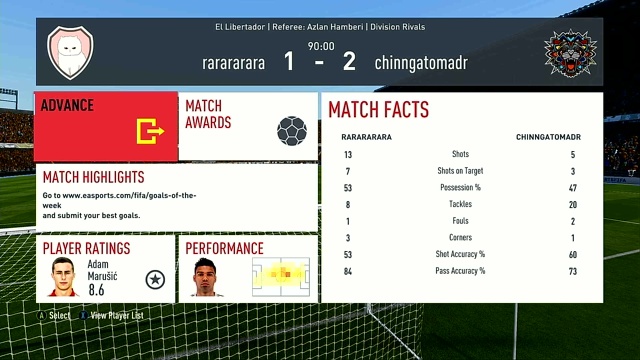 El Libertador | Referee: Azlan Hamberi | Division Rivals
90:00
rarararara 1 - 2 chinngatomadr
ADVANCE
MATCH AWARDS
MATCH HIGHLIGHTS
Go to www.easports.com/fifa/goals-of-the-
week
and submit your best goals.
PLAYER RATINGS
Adam
Marušić
8.6
PERFORMANCE
MATCH FACTS
RARARARARA CHINNGATOMADR
13 Shots 5
7 Shots on Target 3
53 Possession % 47
8 Tackles 20
1 Fouls 2
3 Corners 1
53 Shot Accuracy % 60
84 Pass Accuracy % 73
A Select Y View Player List